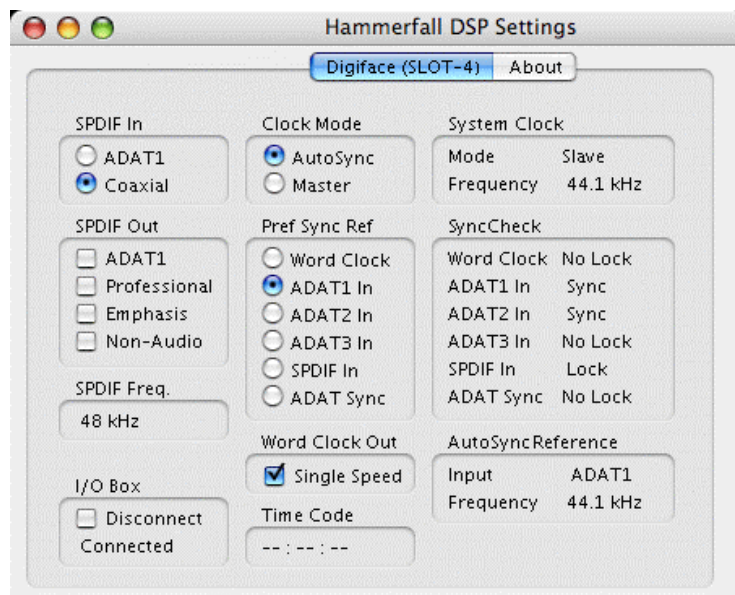 Hammerfall DSP Settings
Digiface (SLOT-4) About
SPDIF In
ADAT1
Coaxial
SPDIF Out
ADAT1
Professional
Emphasis
Non-Audio
SPDIF Freq.
48 kHz
I/O Box
Disconnect
Connected
Clock Mode
AutoSync
Master
Pref Sync Ref
Word Clock
ADAT1 In
ADAT2 In
ADAT3 In
SPDIF In
ADAT Sync
Word Clock Out
Single Speed
Time Code
-- : -- : --
System Clock
Mode Slave
Frequency 44.1 kHz
SyncCheck
Word Clock No Lock
ADAT1 In Sync
ADAT2 In Sync
ADAT3 In No Lock
SPDIF In Lock
ADAT Sync No Lock
AutoSyncReference
Input ADAT1
Frequency 44.1 kHz